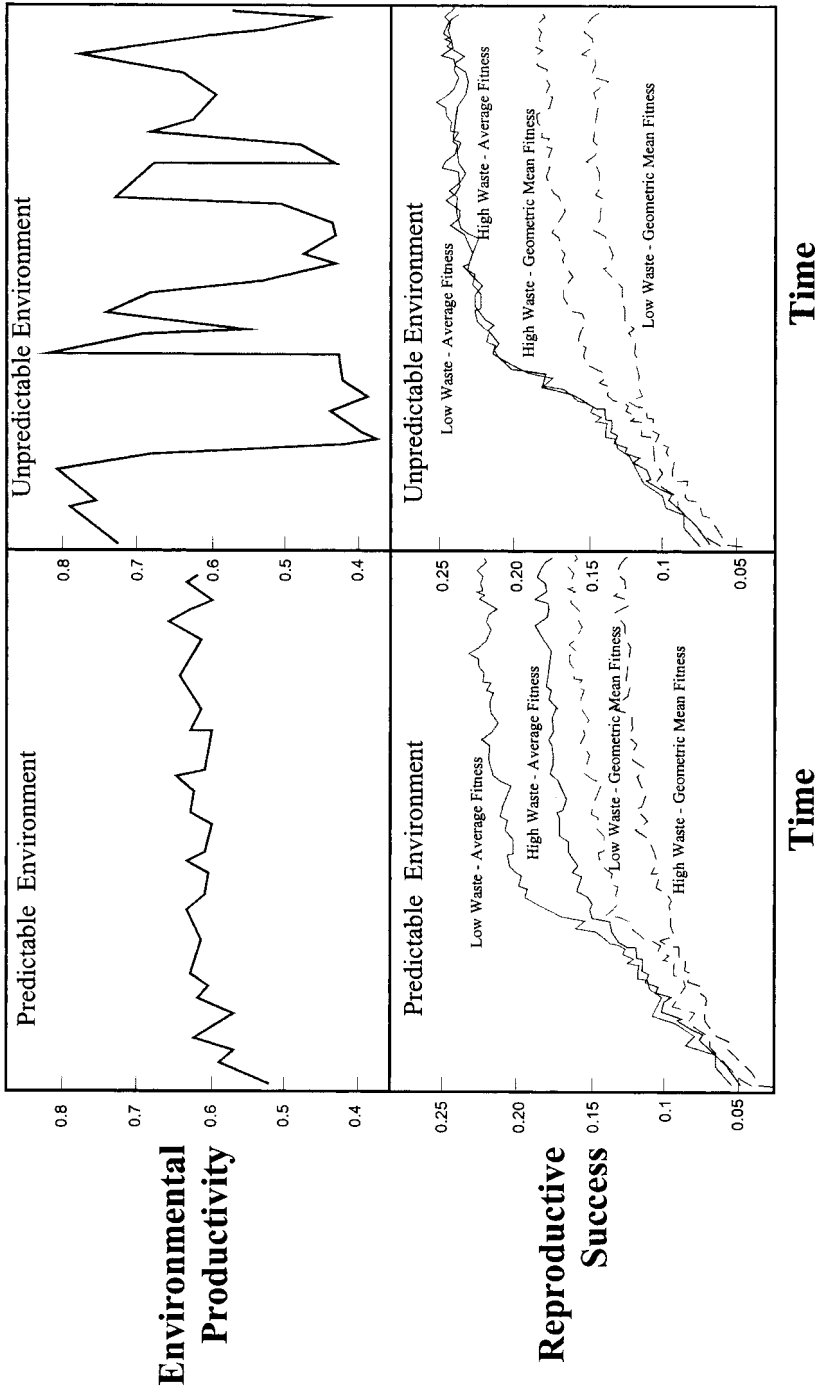 Environmental
Productivity
Predictable Environment
0.8
0.7
0.6
0.5
0.4
Unpredictable Environment
0.8
0.7
0.6
0.5
0.4
Reproductive
Success
Predictable Environment
0.25
0.20
0.15
0.1
0.05
Low Waste - Average Fitness
High Waste - Average Fitness
Low Waste - Geometric Mean Fitness
High Waste - Geometric Mean Fitness
Time
Unpredictable Environment
0.25
0.20
0.15
0.1
0.05
Low Waste - Average Fitness
High Waste - Average Fitness
High Waste - Geometric Mean Fitness
Low Waste - Geometric Mean Fitness
Time